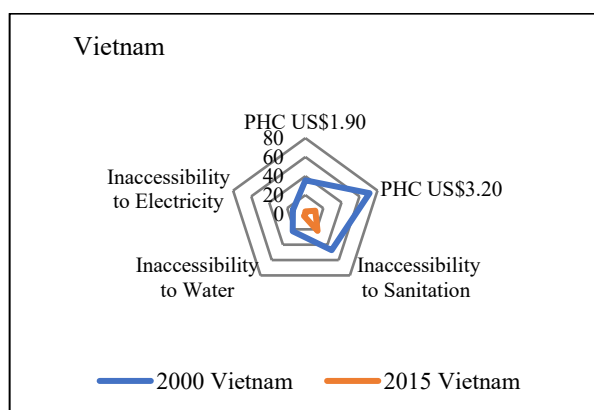 Vietnam
PHC US$1.90
80
60
40
20
0
PHC US$3.20
Inaccessibility
to Electricity
Inaccessibility
to Water
Inaccessibility
to Sanitation
2000 Vietnam
2015 Vietnam